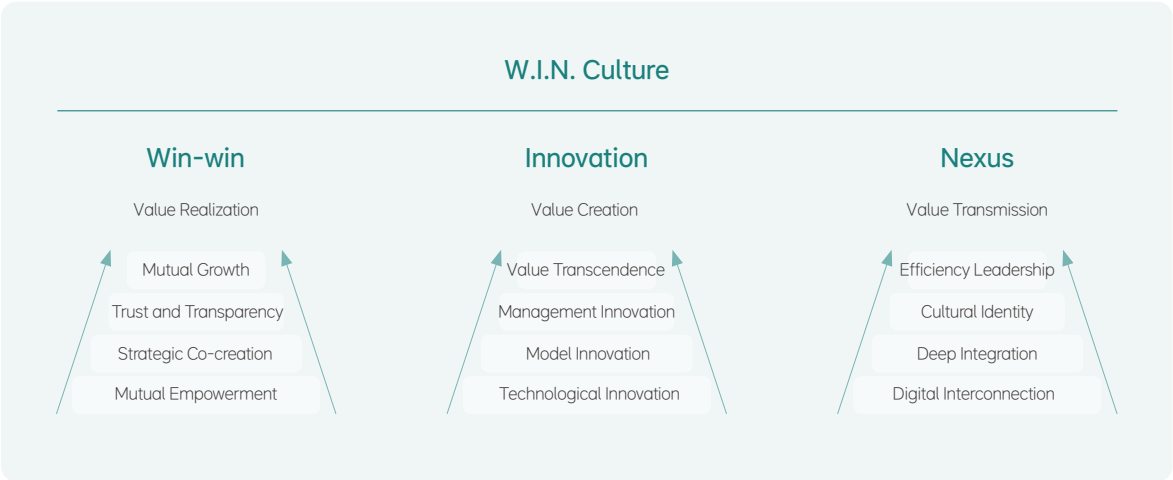 W.I.N. Culture
Win-win
Value Realization
Mutual Growth
Trust and Transparency
Strategic Co-creation
Mutual Empowerment
Innovation
Value Creation
Value Transcendence
Management Innovation
Model Innovation
Technological Innovation
Nexus
Value Transmission
Efficiency Leadership
Cultural Identity
Deep Integration
Digital Interconnection